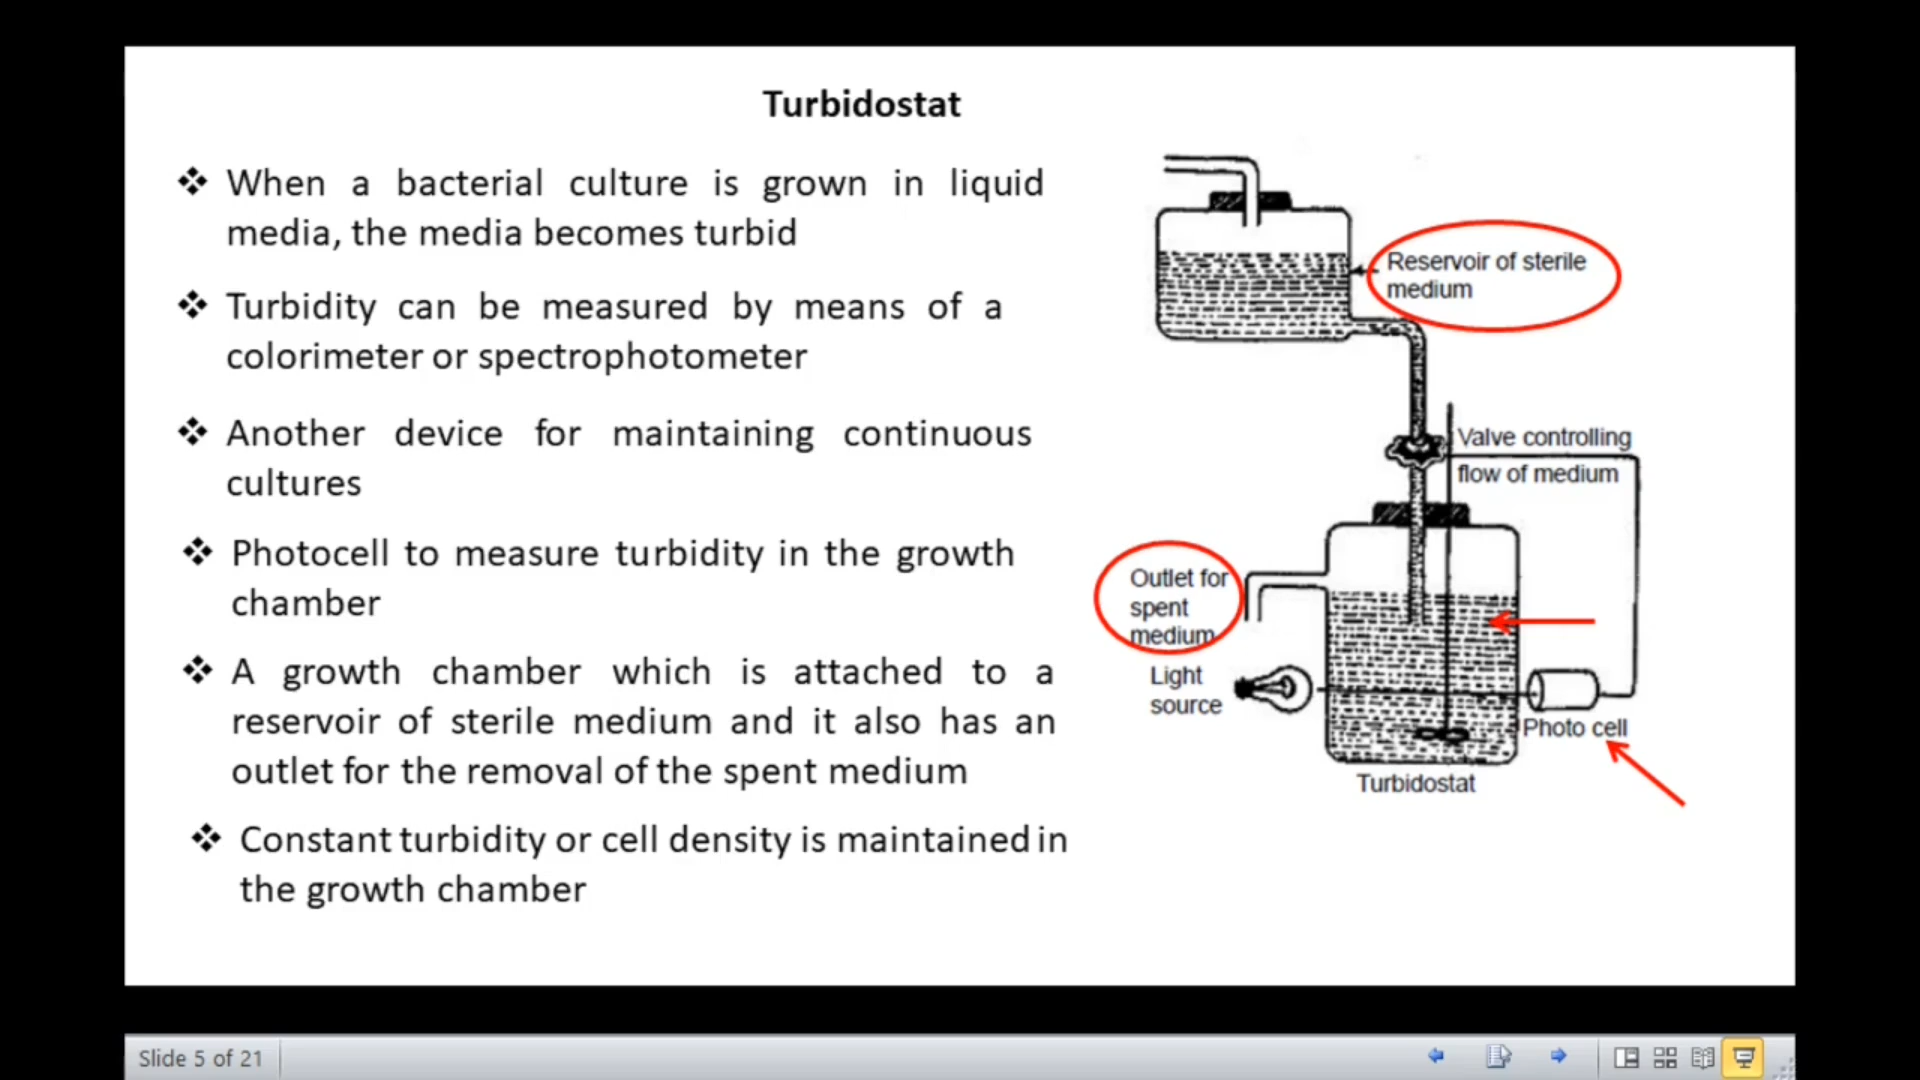 Turbidostat
❖ When a bacterial culture is grown in liquid
media, the media becomes turbid
❖ Turbidity can be measured by means of a
colorimeter or spectrophotometer
❖ Another device for maintaining continuous
cultures
❖ Photocell to measure turbidity in the growth
chamber
❖ A growth chamber which is attached to a
reservoir of sterile medium and it also has an
outlet for the removal of the spent medium
❖ Constant turbidity or cell density is maintained in
the growth chamber
Reservoir of sterile
medium
Valve controlling
flow of medium
Outlet for
spent
medium
Light
source
Photo cell
Turbidostat
Slide 5 of 21